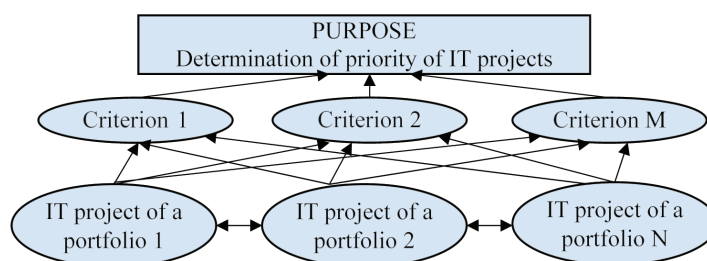 PURPOSE
Determination of priority of IT projects
Criterion 1
Criterion 2
Criterion M
IT project of a
portfolio 1
IT project of a
portfolio 2
IT project of a
portfolio N